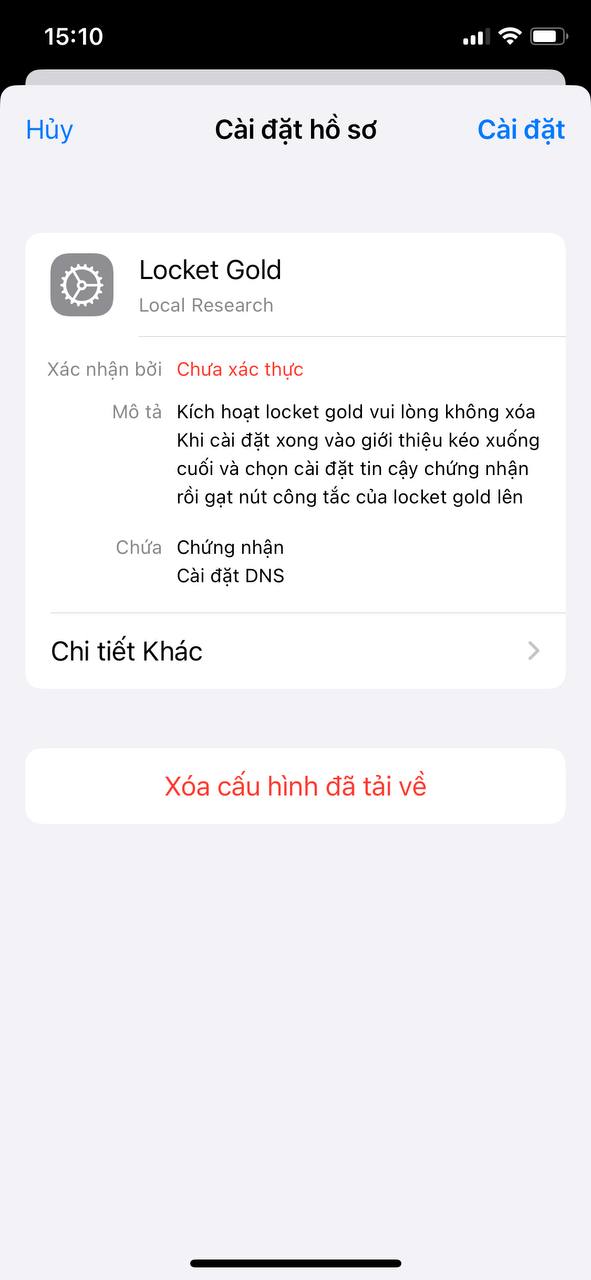 15:10
Hủy
Cài đặt hồ sơ
Cài đặt
Locket Gold
Local Research
Xác nhận bởi Chưa xác thực
Mô tả Kích hoạt locket gold vui lòng không xóa
Khi cài đặt xong vào giới thiệu kéo xuống
cuối và chọn cài đặt tin cậy chứng nhận
rồi gạt nút công tắc của locket gold lên
Chứa Chứng nhận
Cài đặt DNS
Chi tiết Khác
Xóa cấu hình đã tải về